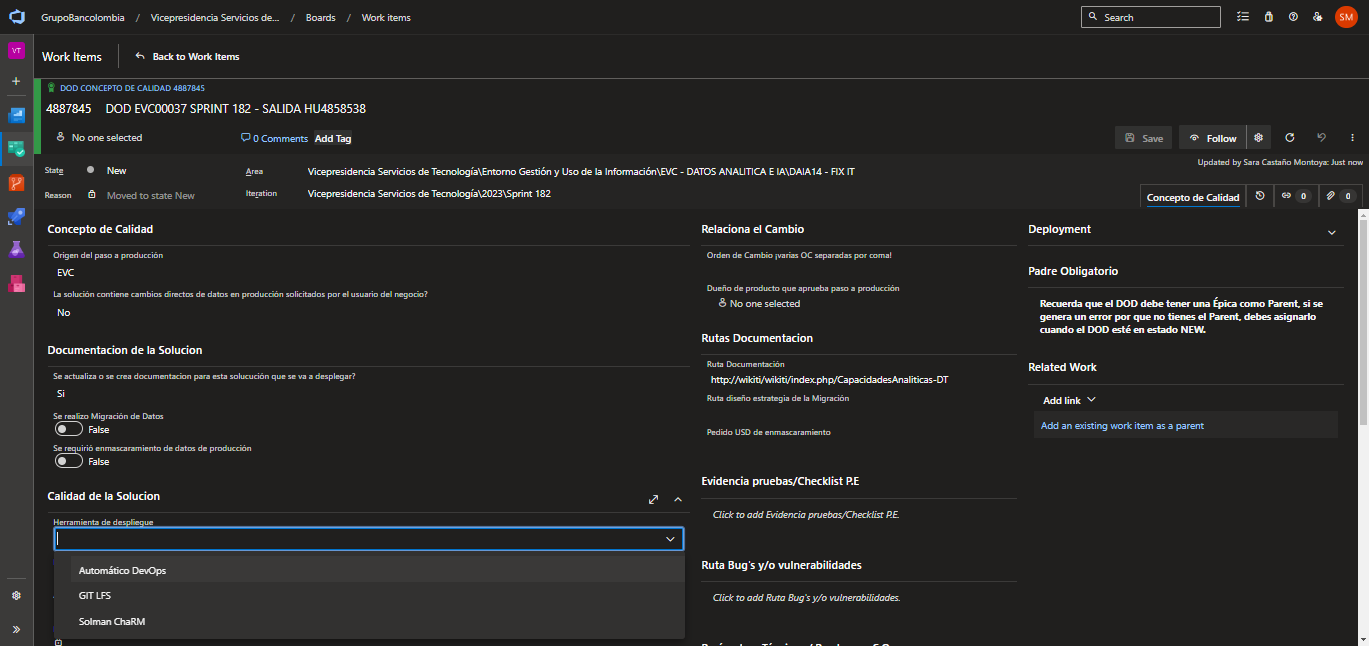 GrupoBancolombia / Vicepresidencia Servicios de... / Boards / Work items
Search
SM
VT
Work Items
Back to Work Items
DOD CONCEPTO DE CALIDAD 4887845
4887845 DOD EVC00037 SPRINT 182 - SALIDA HU4858538
No one selected
0 Comments
Add Tag
Save
Follow
Updated by Sara Castaño Montoya: Just now
State
New
Area
Vicepresidencia Servicios de Tecnología\Entorno Gestión y Uso de la Información\EVC - DATOS ANALITICA E IA\DAIA14 - FIX IT
Reason
Moved to state New
Iteration
Vicepresidencia Servicios de Tecnología\2023\Sprint 182
Concepto de Calidad
0
0
Concepto de Calidad
Origen del paso a producción
EVC
La solución contiene cambios directos de datos en producción solicitados por el usuario del negocio?
No
Documentacion de la Solucion
Se actualiza o se crea documentacion para esta solucución que se va a desplegar?
Si
Se realizo Migración de Datos
False
Se requirió enmascaramiento de datos de producción
False
Calidad de la Solucion
Herramienta de despliegue
Automático DevOps
GIT LFS
Solman ChaRM
Relaciona el Cambio
Orden de Cambio ¡varias OC separadas por coma!
Dueño de producto que aprueba paso a producción
No one selected
Rutas Documentacion
Ruta Documentación
http://wikiti/wikiti/index.php/CapacidadesAnaliticas-DT
Ruta diseño estrategia de la Migración
Pedido USD de enmascaramiento
Evidencia pruebas/Checklist P.E
Click to add Evidencia pruebas/Checklist P.E.
Ruta Bug's y/o vulnerabilidades
Click to add Ruta Bug's y/o vulnerabilidades.
Deployment
Padre Obligatorio
Recuerda que el DOD debe tener una Épica como Parent, si se
genera un error por que no tienes el Parent, debes asignarlo
cuando el DOD esté en estado NEW.
Related Work
Add link
Add an existing work item as a parent